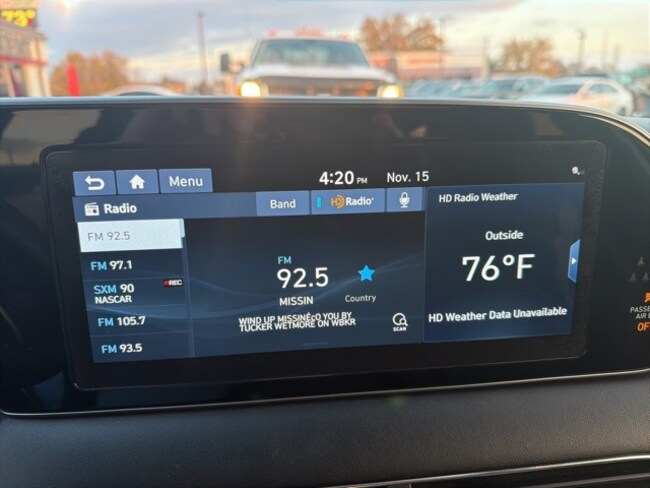 73°
4:20 PM Nov. 15
Menu
Radio
Band
HD Radio
HD Radio Weather
FM 92.5
FM 97.1
SXM 90
NASCAR
REC
FM 105.7
FM 93.5
FM
92.5
MISSIN
Country
WIND UP MISSINÉcO YOU BY
TUCKER WETMORE ON WBKR
SCAN
Outside
76°F
HD Weather Data Unavailable
PASSE
AIR B
OF